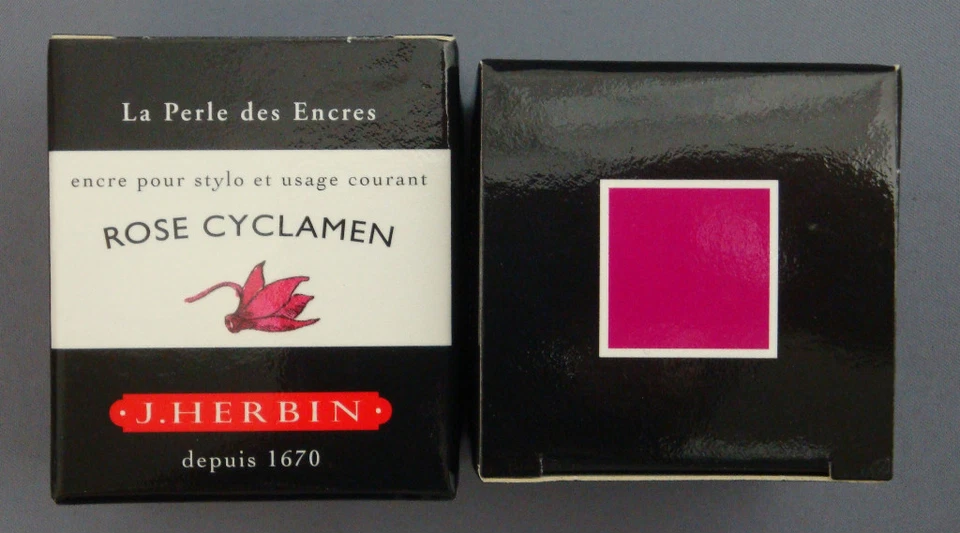 La Perle des Encres
encre pour stylo et usage courant
ROSE CYCLAMEN
·J.HERBIN·
depuis 1670